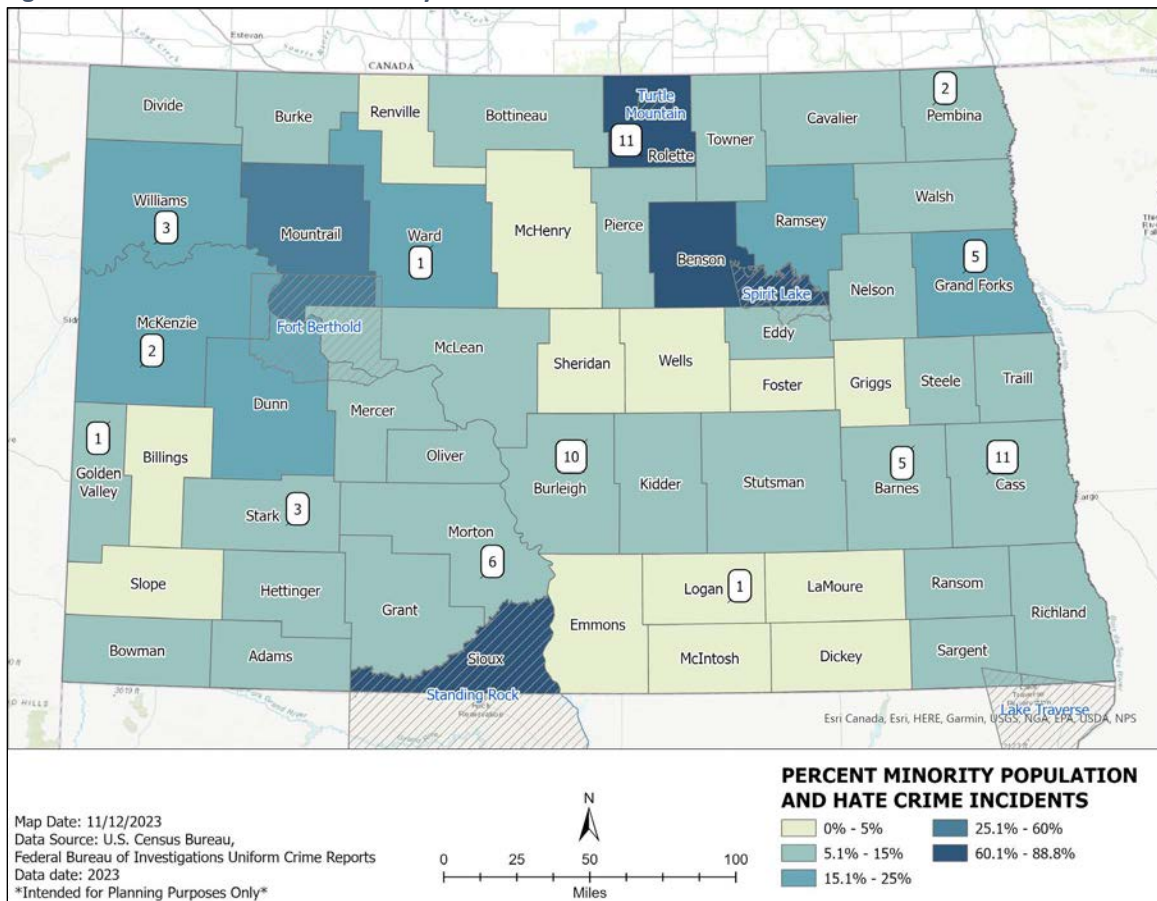 Estevan
CANADA
Divide
Burke
Renville
Bottineau
Turtle
Mountain
11
Rolette
Towner
Cavalier
2
Pembina
Williams
3
Mountrail
Ward
1
McHenry
Pierce
Benson
Ramsey
Walsh
Spirit Lake
Nelson
5
Grand Forks
McKenzie
2
Fort Berthold
McLean
Sheridan
Wells
Eddy
Foster
Griggs
Steele
Traill
Dunn
Mercer
Oliver
1
Golden
Valley
Billings
Stark
3
10
Burleigh
Kidder
Stutsman
5
Barnes
11
Cass
Morton
6
Slope
Hettinger
Grant
Emmons
Logan
1
LaMoure
Ransom
Richland
Bowman
Adams
Sioux
Standing Rock
McIntosh
Dickey
Sargent
Lake Traverse
Esri Canada, Esri, HERE, Garmin, USGS, NGA, EPA, USDA, NPS
Map Date: 11/12/2023
Data Source: U.S. Census Bureau,
Federal Bureau of Investigations Uniform Crime Reports
Data date: 2023
*Intended for Planning Purposes Only*
N
0 25 50 100
Miles
PERCENT MINORITY POPULATION
AND HATE CRIME INCIDENTS
0% - 5%
5.1% - 15%
15.1% - 25%
25.1% - 60%
60.1% - 88.8%